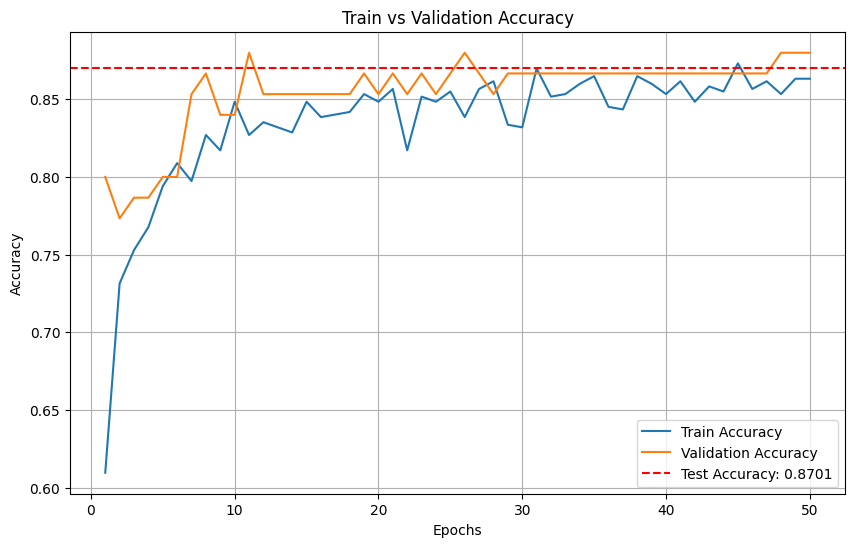 Train vs Validation Accuracy
Accuracy
0.85
0.80
0.75
0.70
0.65
0.60
Train Accuracy
Validation Accuracy
Test Accuracy: 0.8701
0 10 20 30 40 50
Epochs